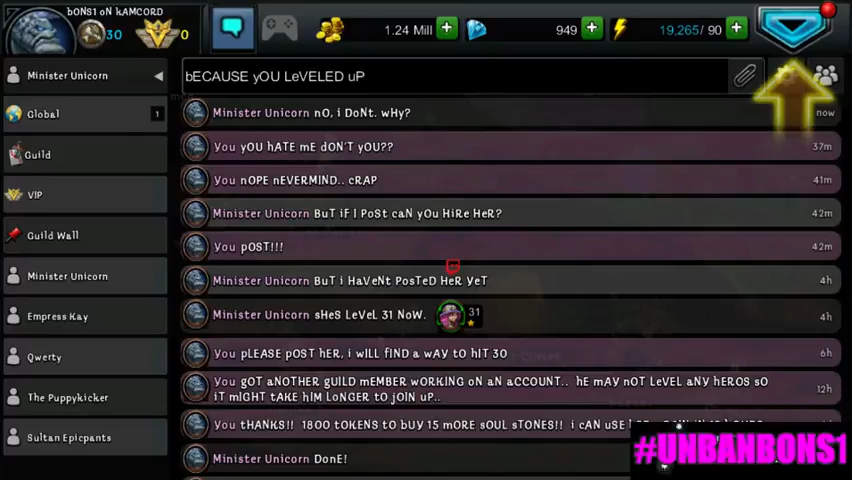 bONS1 oN kAMCORD
30
0
1.24 Mill
949
19,265/ 90
Minister Unicorn
bECAUSE yOU LeVELED uP
Global
1
Minister Unicorn nO, i DoNt. wHy?
now
Guild
You yOU hATE mE dON'T yOU??
37m
You nOPE nEVERMIND.. cRAP
41m
VIP
Minister Unicorn BuT iF I PoSt caN yOu HiRe HeR?
42m
Guild Wall
You pOST!!!
42m
Minister Unicorn
Minister Unicorn BuT i HaVeNt PosTeD HeR YeT
4h
Empress Kay
Minister Unicorn sHeS LeVeL 31 NoW.
31
4h
Qwerty
You pLEASE pOST hER, i wILL fIND a wAY tO hIT 30
6h
The Puppykicker
You gOT aNOTHER gUILD mEMBER wORKING oN aN aCCOUNT.. hE mAY nOT LeVEL aNY hEROS sO
iT mIGHT tAKE hIM LoNGER tO jOIN uP..
12h
You tHANKS!! 1800 tOKENS tO bUY 15 mORE sOUL sTONES!! i cAN uSE
Sultan Epicpants
Minister Unicorn DonE!
#UNBANBONS1